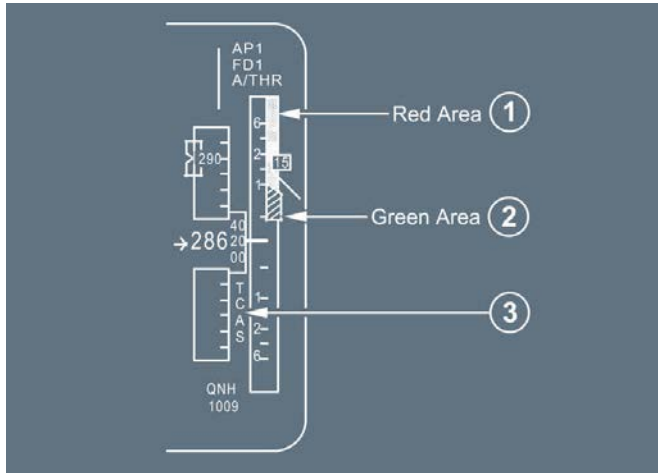 AP1
FD1
A/THR
Red Area 1
6
2
15
290
1
Green Area 2
40
→286 20
00
T
C
A
S
3
1
2
6
QNH
1009